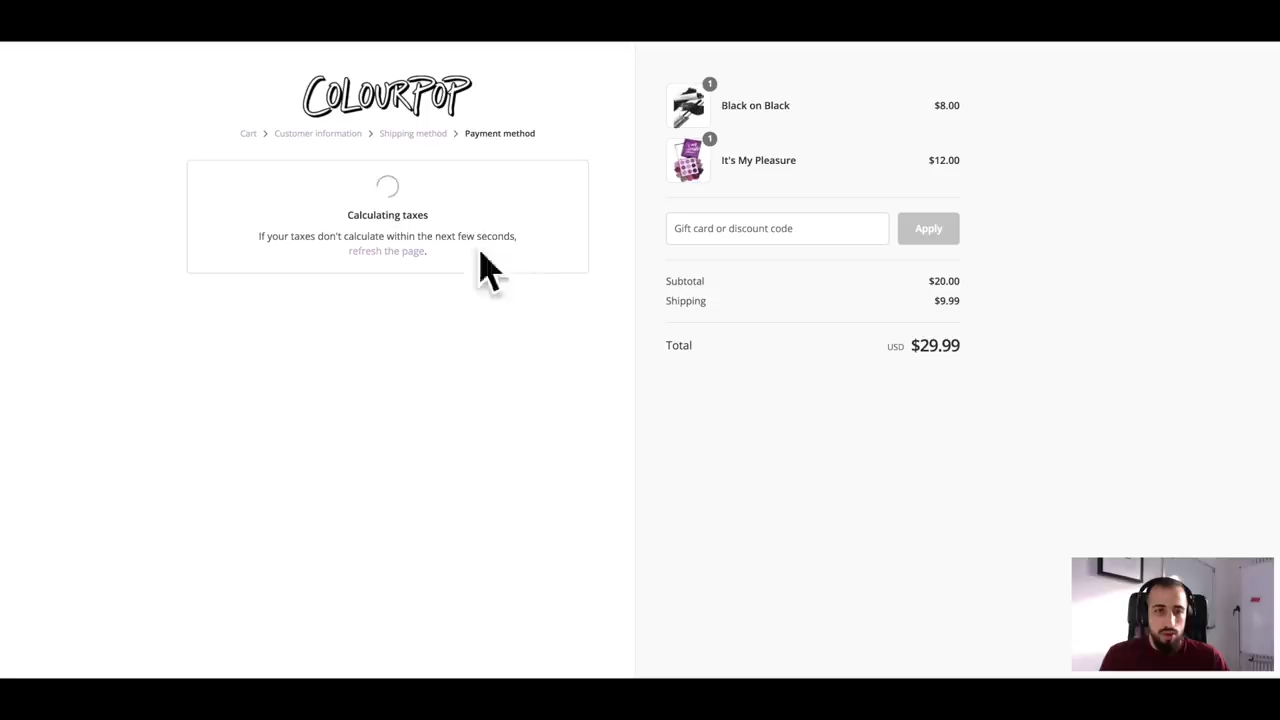 COLOURPOP
Cart > Customer information > Shipping method > Payment method
Calculating taxes
If your taxes don't calculate within the next few seconds,
refresh the page.
1
Black on Black $8.00
1
It's My Pleasure $12.00
Gift card or discount code Apply
Subtotal $20.00
Shipping $9.99
Total USD $29.99